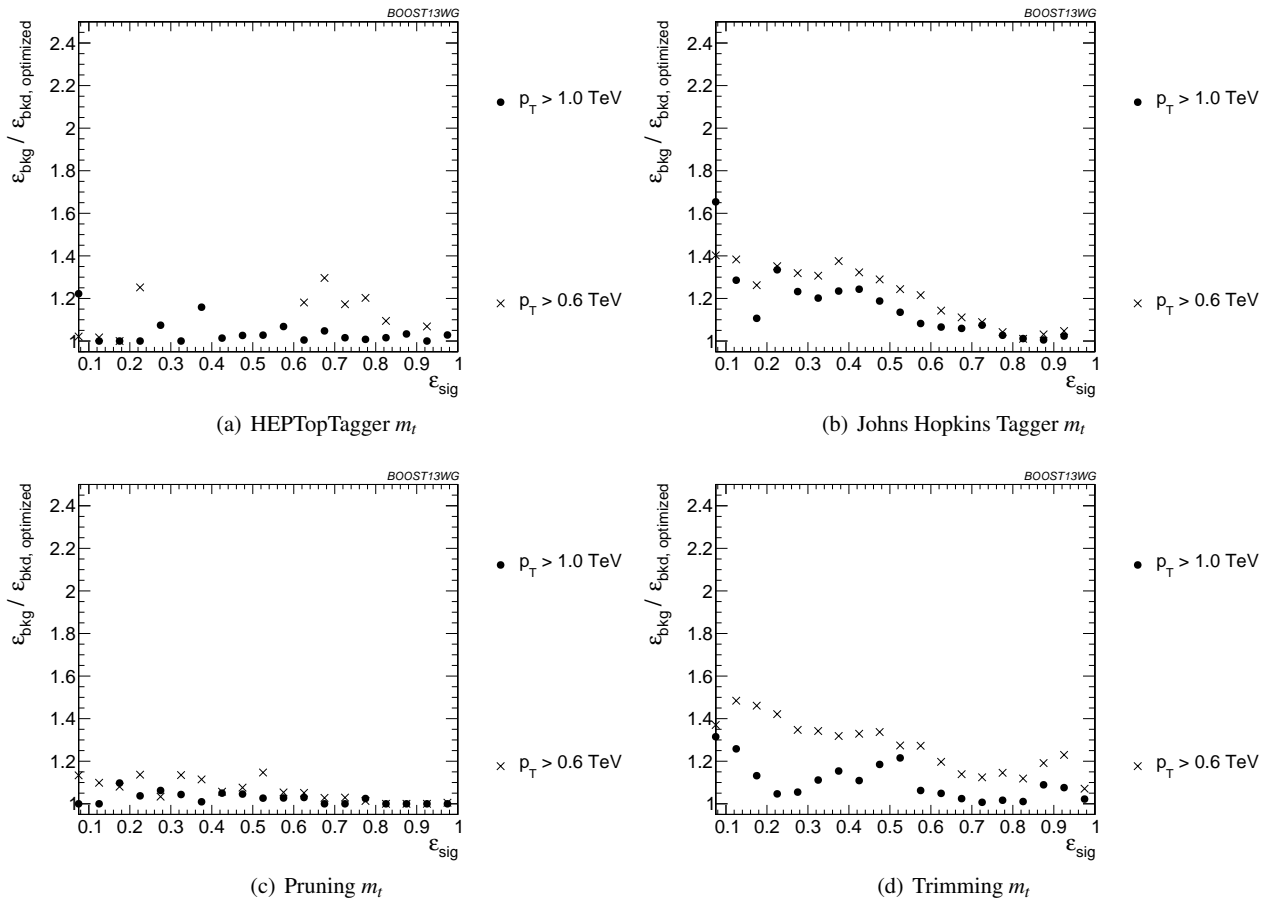 BOOST13WG BOOST13WG
ε_bkg / ε_bkd, optimized
2.4
2.2
2
1.8
1.6
1.4
1.2
1
0.1 0.2 0.3 0.4 0.5 0.6 0.7 0.8 0.9 1
ε_sig
p_T > 1.0 TeV
p_T > 0.6 TeV
(a) HEPTopTagger m_t
ε_bkg / ε_bkd, optimized
2.4
2.2
2
1.8
1.6
1.4
1.2
1
0.1 0.2 0.3 0.4 0.5 0.6 0.7 0.8 0.9 1
ε_sig
p_T > 1.0 TeV
p_T > 0.6 TeV
(b) Johns Hopkins Tagger m_t
BOOST13WG BOOST13WG
ε_bkg / ε_bkd, optimized
2.4
2.2
2
1.8
1.6
1.4
1.2
1
0.1 0.2 0.3 0.4 0.5 0.6 0.7 0.8 0.9 1
ε_sig
p_T > 1.0 TeV
p_T > 0.6 TeV
(c) Pruning m_t
ε_bkg / ε_bkd, optimized
2.4
2.2
2
1.8
1.6
1.4
1.2
1
0.1 0.2 0.3 0.4 0.5 0.6 0.7 0.8 0.9 1
ε_sig
p_T > 1.0 TeV
p_T > 0.6 TeV
(d) Trimming m_t